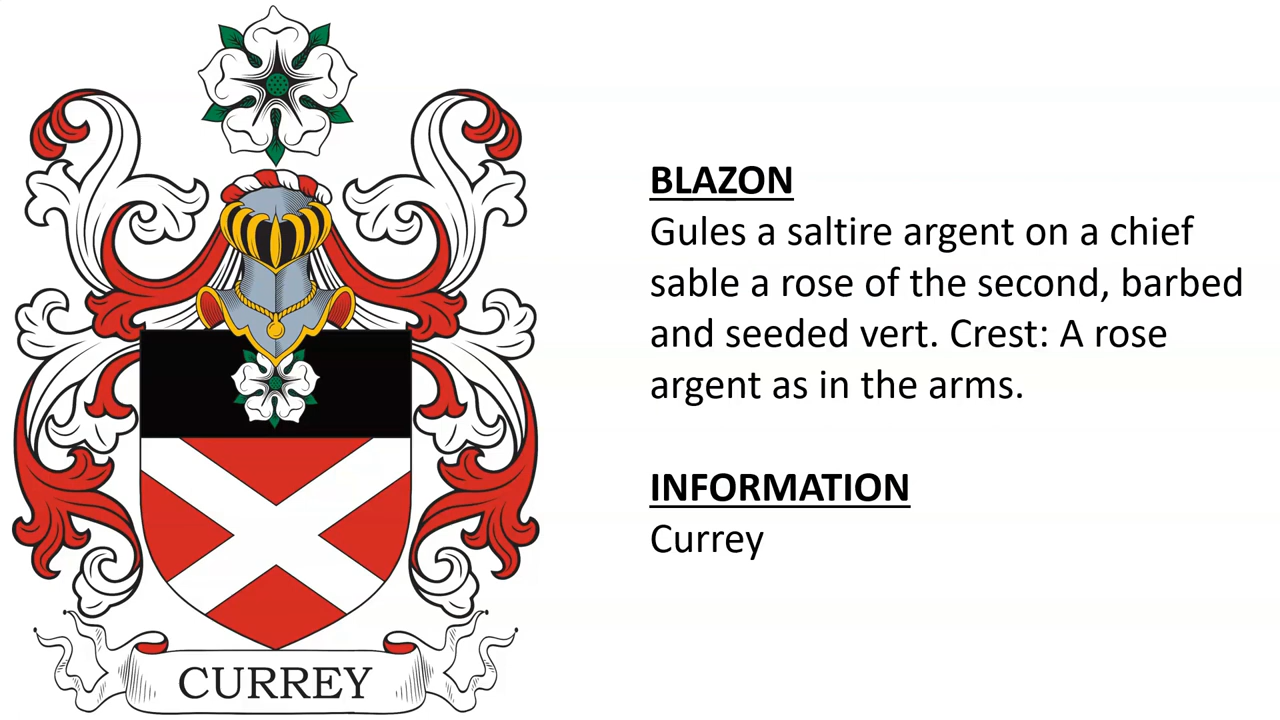 BLAZON
Gules a saltire argent on a chief
sable a rose of the second, barbed
and seeded vert. Crest: A rose
argent as in the arms.
INFORMATION
Currey
CURREY